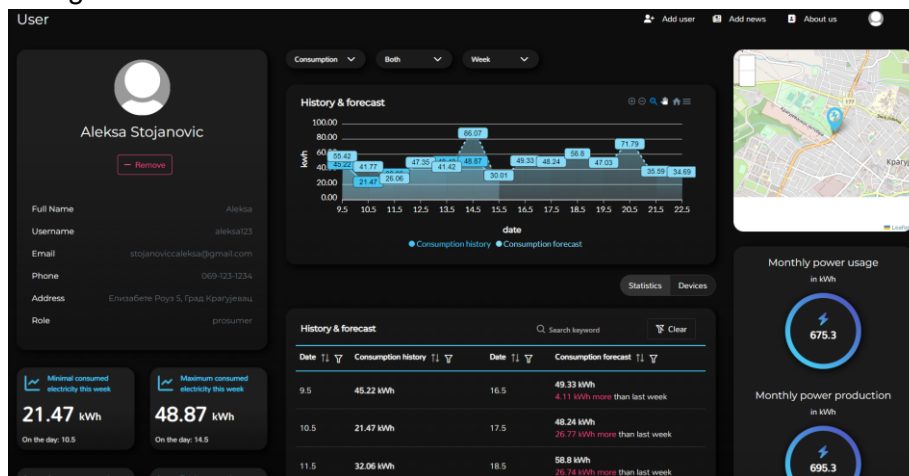 User
Add user
Add news
About us
Aleksa Stojanovic
Remove
Full Name Aleksa
Username aleksa123
Email stojanoviccaleksa@gmail.com
Phone 069-123-1234
Address Елизабете Роуз 5, Град Крагујевац
Role prosumer
Minimal consumed
electricity this week
21.47 kWh
On the day: 10.5
Maximum consumed
electricity this week
48.87 kWh
On the day: 14.5
Consumption
Both
Week
History & forecast
kwh
100.00
80.00
60.00
40.00
20.00
0.00
55.42
45.22
41.77
21.47
26.06
47.35
41.42
86.07
48.87
30.01
49.33
48.24
58.8
47.03
71.79
35.59
34.69
9.5 10.5 11.5 12.5 13.5 14.5 15.5 16.5 17.5 18.5 19.5 20.5 21.5 22.5
date
Consumption history Consumption forecast
Statistics Devices
History & forecast
Search keyword
Clear
Date Consumption history Date Consumption forecast
9.5 45.22 kWh 16.5 49.33 kWh
4.11 kWh more than last week
10.5 21.47 kWh 17.5 48.24 kWh
26.77 kWh more than last week
11.5 32.06 kWh 18.5 58.8 kWh
26.74 kWh more than last week
177
Крагу
Leafle
Monthly power usage
in kWh
675.3
Monthly power production
in kWh
695.3